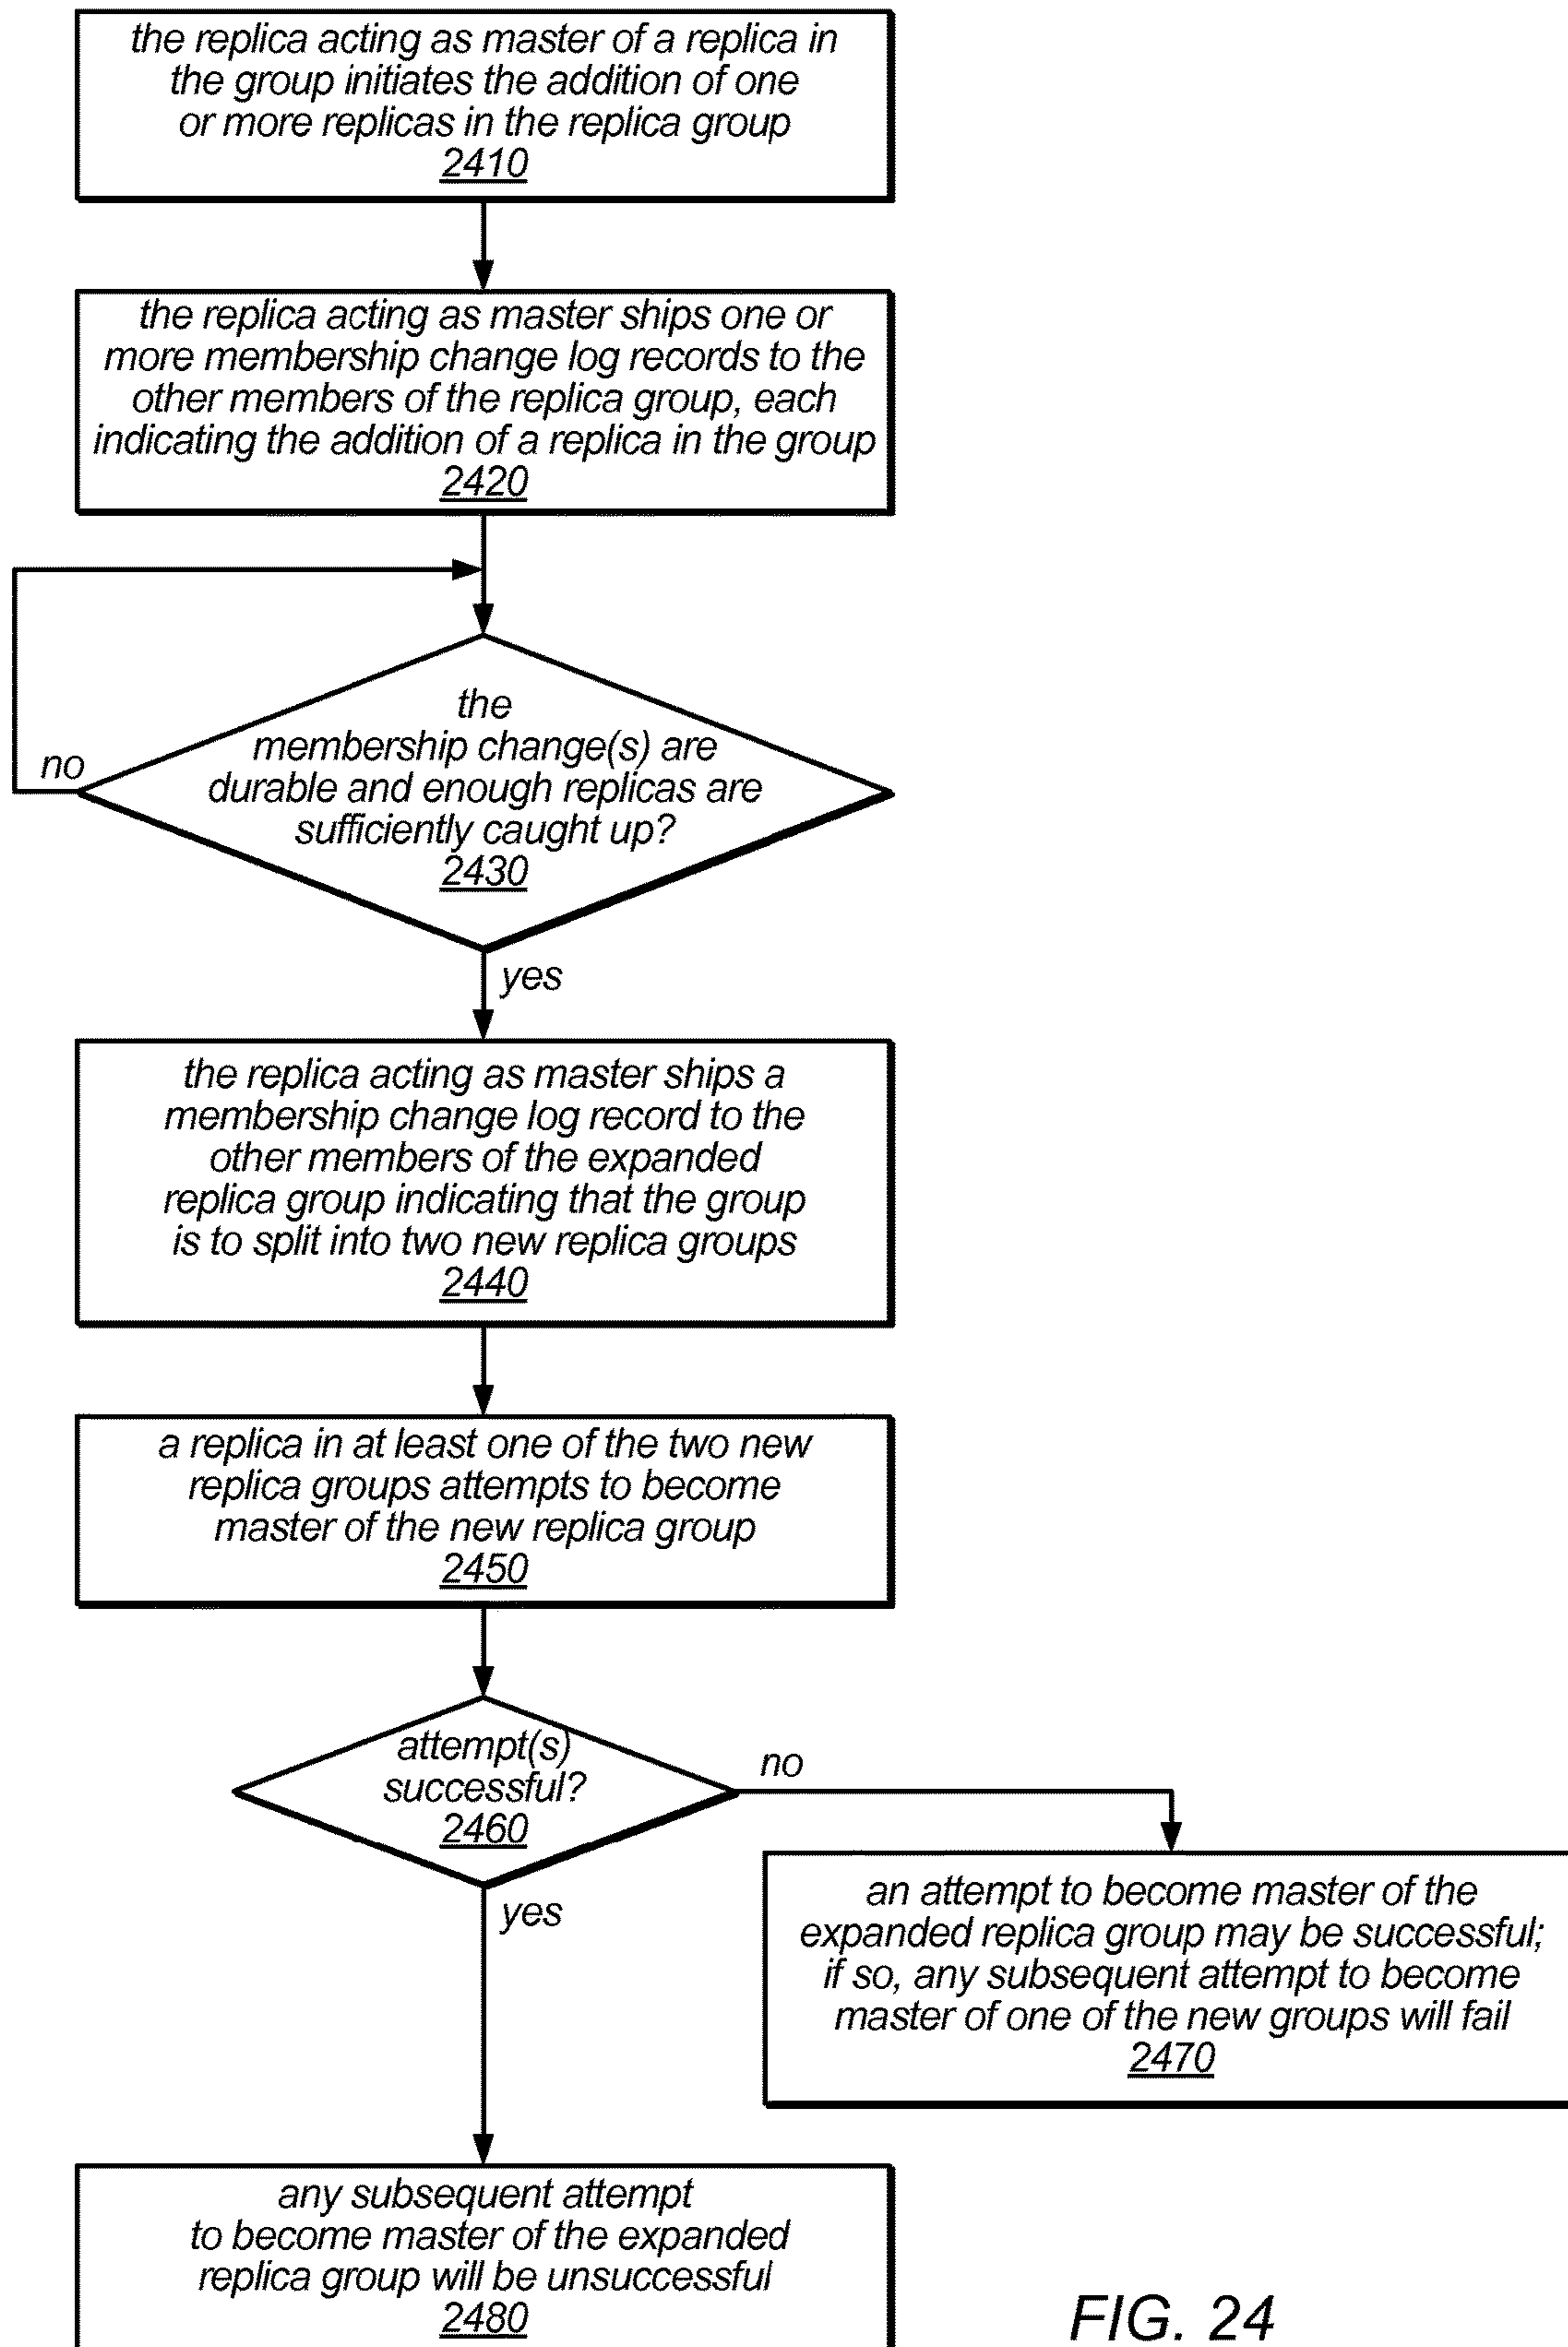 the replica acting as master of a replica in
the group initiates the addition of one
or more replicas in the replica group
2410
the replica acting as master ships one or
more membership change log records to the
other members of the replica group, each
indicating the addition of a replica in the group
2420
the
membership change(s) are
durable and enough replicas are
sufficiently caught up?
2430
no
yes
the replica acting as master ships a
membership change log record to the
other members of the expanded
replica group indicating that the group
is to split into two new replica groups
2440
a replica in at least one of the two new
replica groups attempts to become
master of the new replica group
2450
attempt(s)
successful?
2460
no
yes
an attempt to become master of the
expanded replica group may be successful;
if so, any subsequent attempt to become
master of one of the new groups will fail
2470
any subsequent attempt
to become master of the expanded
replica group will be unsuccessful
2480
FIG. 24